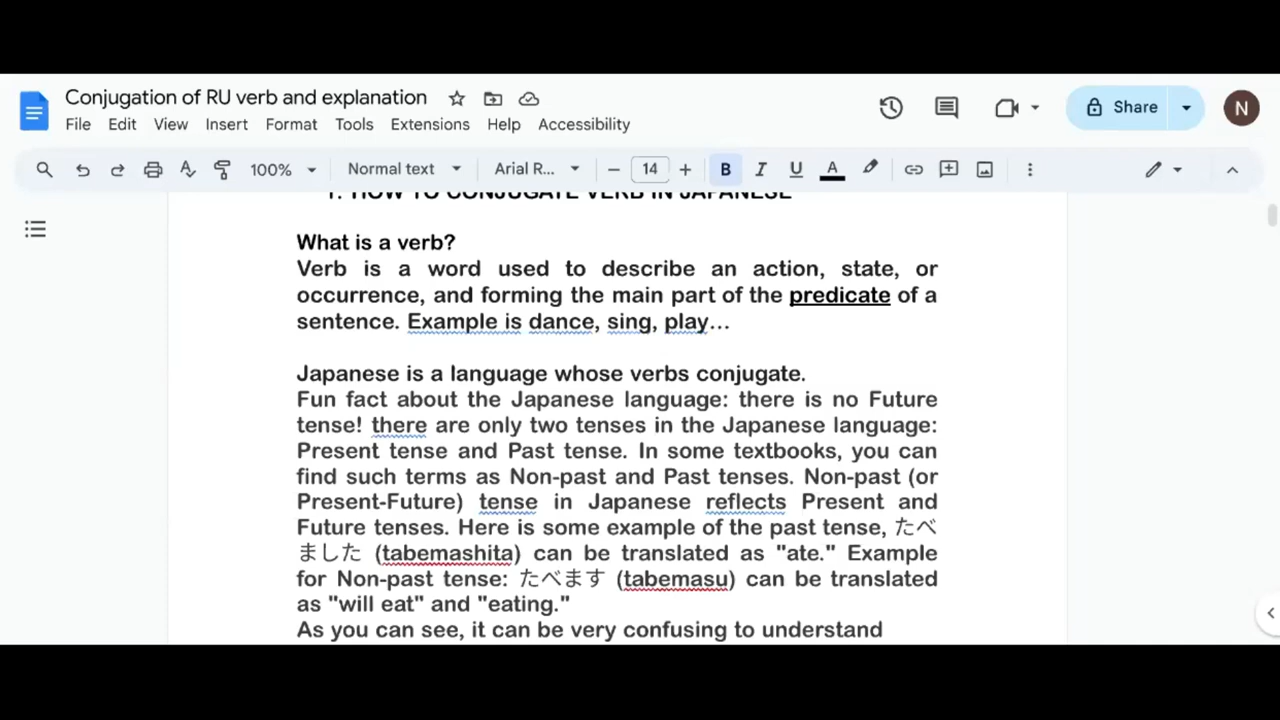 Conjugation of RU verb and explanation
File Edit View Insert Format Tools Extensions Help Accessibility
Share
N
100%
Normal text
Arial R...
14
B I U A
1. HOW TO CONJUGATE VERB IN JAPANESE
What is a verb?
Verb is a word used to describe an action, state, or
occurrence, and forming the main part of the predicate of a
sentence. Example is dance, sing, play...
Japanese is a language whose verbs conjugate.
Fun fact about the Japanese language: there is no Future
tense! there are only two tenses in the Japanese language:
Present tense and Past tense. In some textbooks, you can
find such terms as Non-past and Past tenses. Non-past (or
Present-Future) tense in Japanese reflects Present and
Future tenses. Here is some example of the past tense, たべ
ました (tabemashita) can be translated as "ate." Example
for Non-past tense: たべます (tabemasu) can be translated
as "will eat" and "eating."
As you can see, it can be very confusing to understand